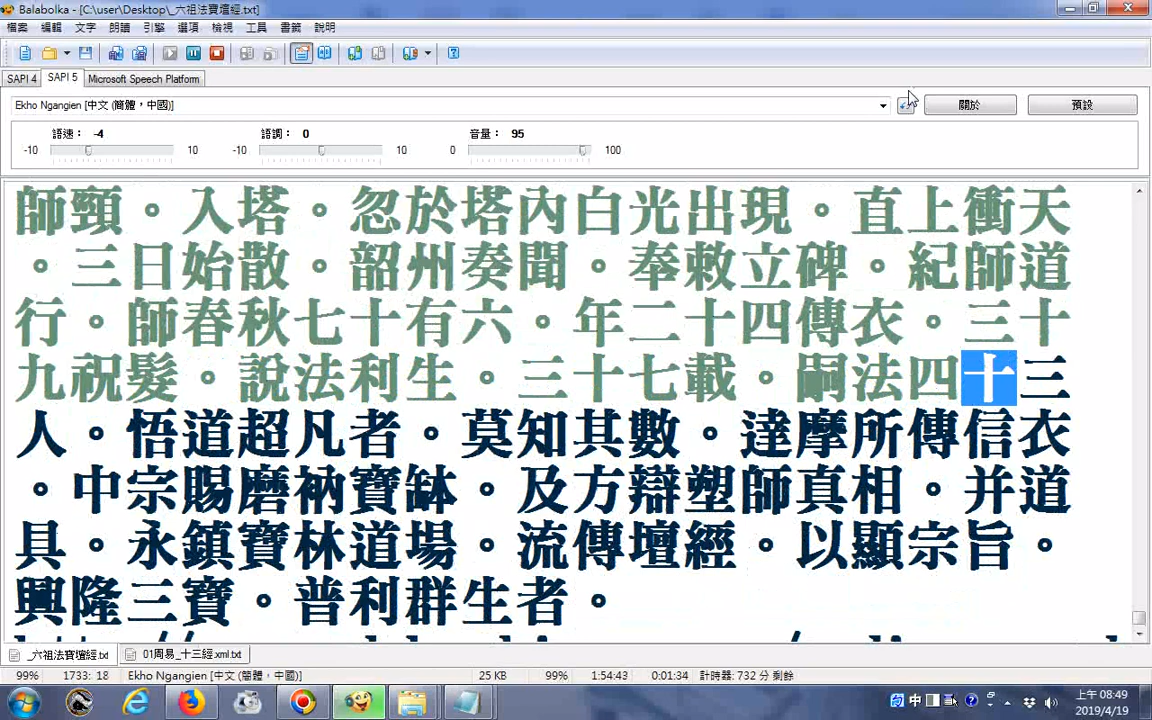 Balabolka - [C:\user\Desktop\_六祖法寶壇經.txt]
檔案 編輯 文字 朗讀 引擎 選項 檢視 工具 書籤 說明
SAPI 4 SAPI 5 Microsoft Speech Platform
Ekho Ngangien [中文 (簡體，中國)] 關於 預設
語速： -4 語調： 0 音量： 95
-10 10 -10 10 0 100
師頸。入塔。忽於塔內白光出現。直上衝天
。三日始散。韶州奏聞。奉敕立碑。紀師道
行。師春秋七十有六。年二十四傳衣。三十
九祝髮。說法利生。三十七載。嗣法四十三
人。悟道超凡者。莫知其數。達摩所傳信衣
。中宗賜磨衲寶缽。及方辯塑師真相。并道
具。永鎮寶林道場。流傳壇經。以顯宗旨。
興隆三寶。普利群生者。
_六祖法寶壇經.txt 01周易_十三經.xml.txt
99% 1733: 18 Ekho Ngangien [中文 (簡體，中國)] 25 KB 99% 1:54:43 0:01:34 計時器: 732 分 剩餘
中 上午 08:49
2019/4/19